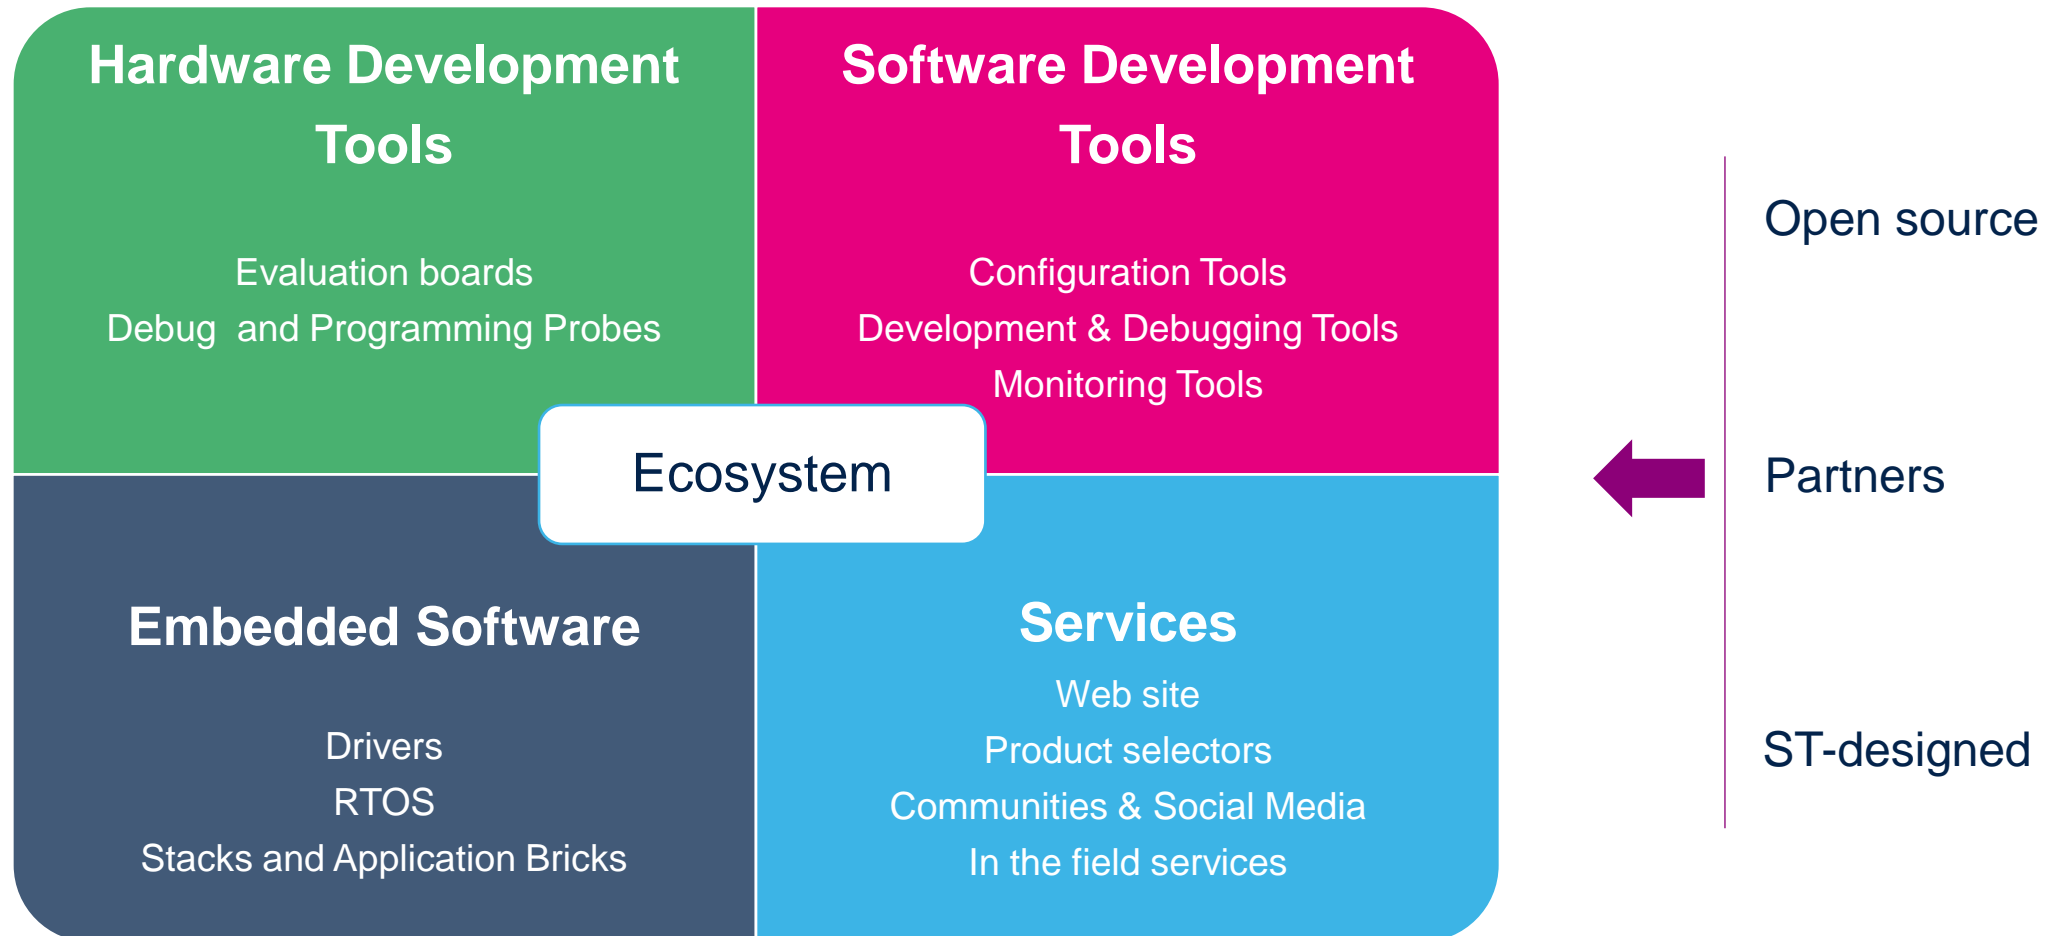 Hardware Development
Tools
Evaluation boards
Debug  and Programming Probes
Software Development
Tools
Configuration Tools
Development & Debugging Tools
Monitoring Tools
Ecosystem
Embedded Software
Drivers
RTOS
Stacks and Application Bricks
Services
Web site
Product selectors
Communities & Social Media
In the field services
Open source
Partners
ST-designed